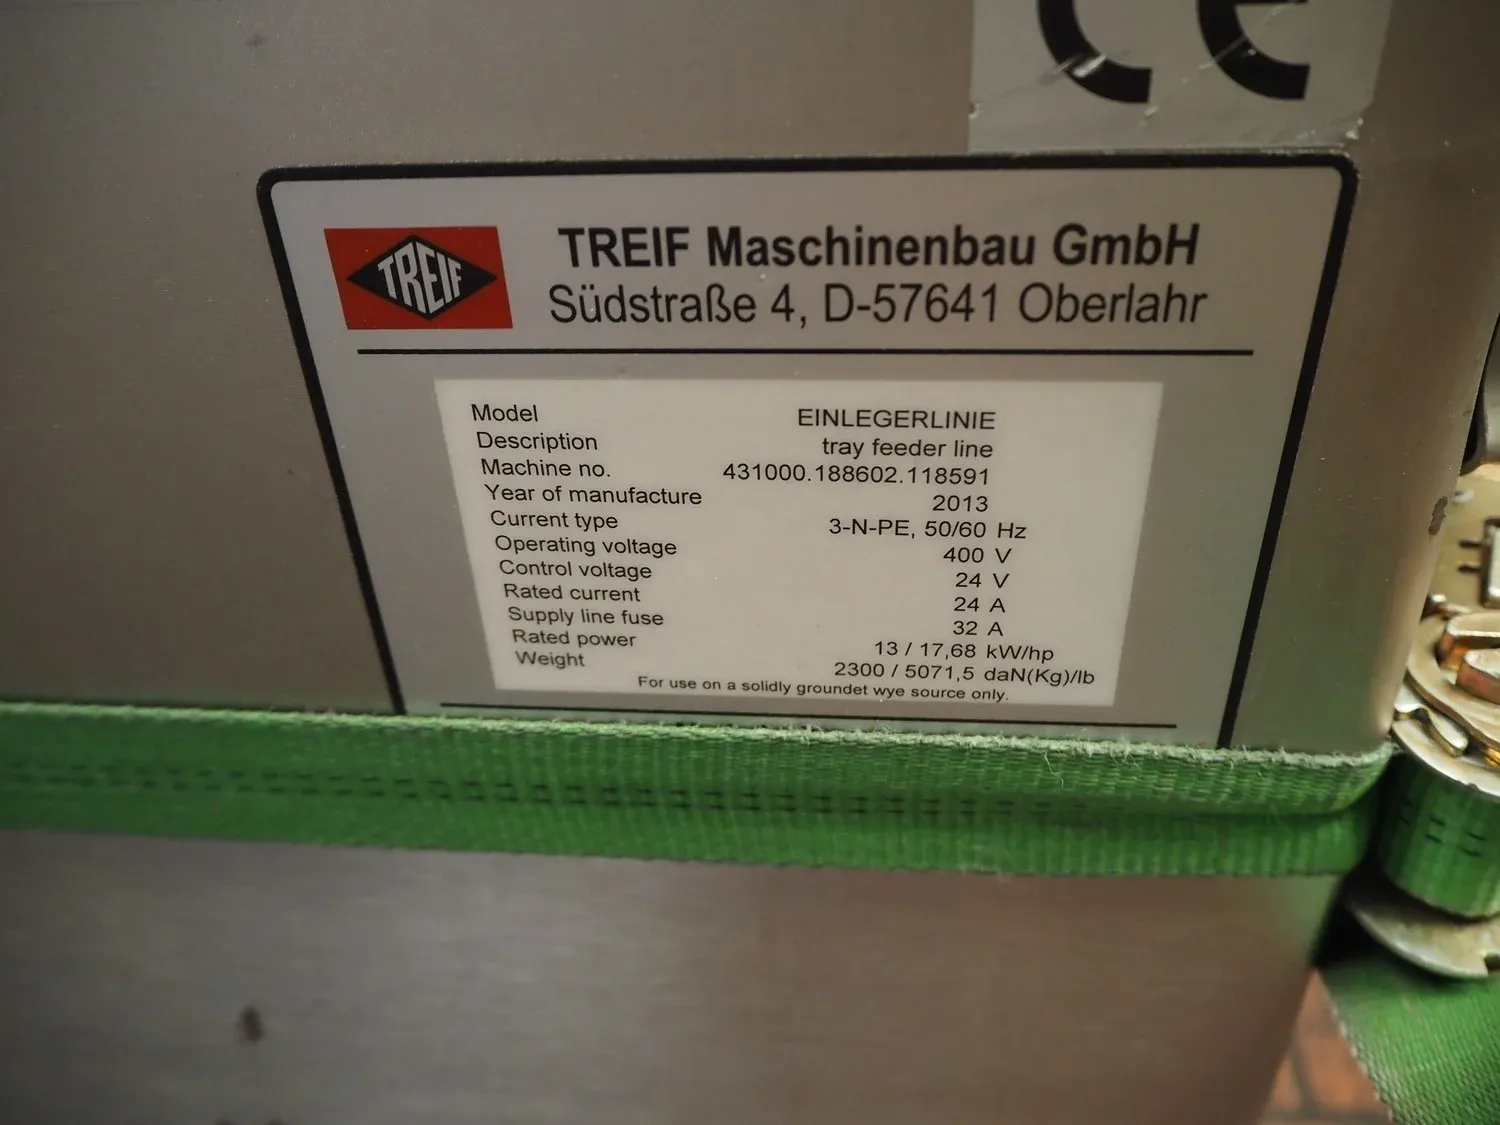 CE
TREIF
TREIF Maschinenbau GmbH
Südstraße 4, D-57641 Oberlahr
Model EINLEGERLINIE
Description tray feeder line
Machine no. 431000.188602.118591
Year of manufacture 2013
Current type 3-N-PE, 50/60 Hz
Operating voltage 400 V
Control voltage 24 V
Rated current 24 A
Supply line fuse 32 A
Rated power 13 / 17,68 kW/hp
Weight 2300 / 5071,5 daN(Kg)/lb
For use on a solidly groundet wye source only.